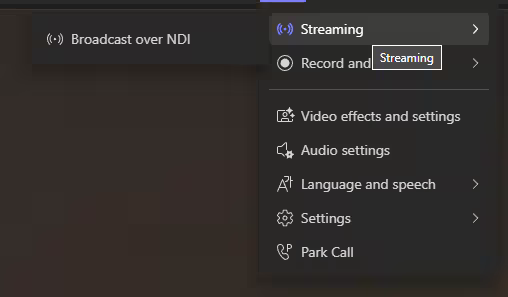 Broadcast over NDI
Streaming
Streaming
Record and
Video effects and settings
Audio settings
Language and speech
Settings
Park Call